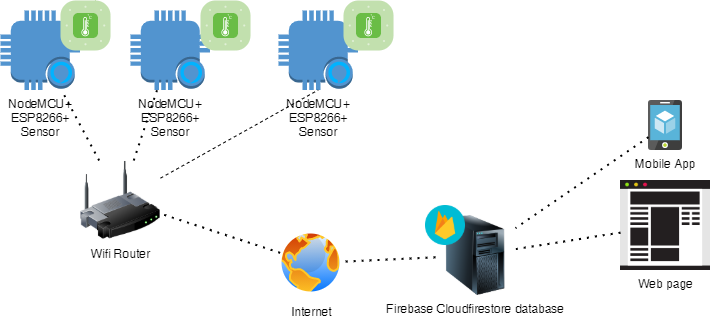 NodeMCU+
ESP8266+
Sensor
NodeMCU+
ESP8266+
Sensor
NodeMCU+
ESP8266+
Sensor
Mobile App
Wifi Router
Internet
Firebase Cloudfirestore database
Web page